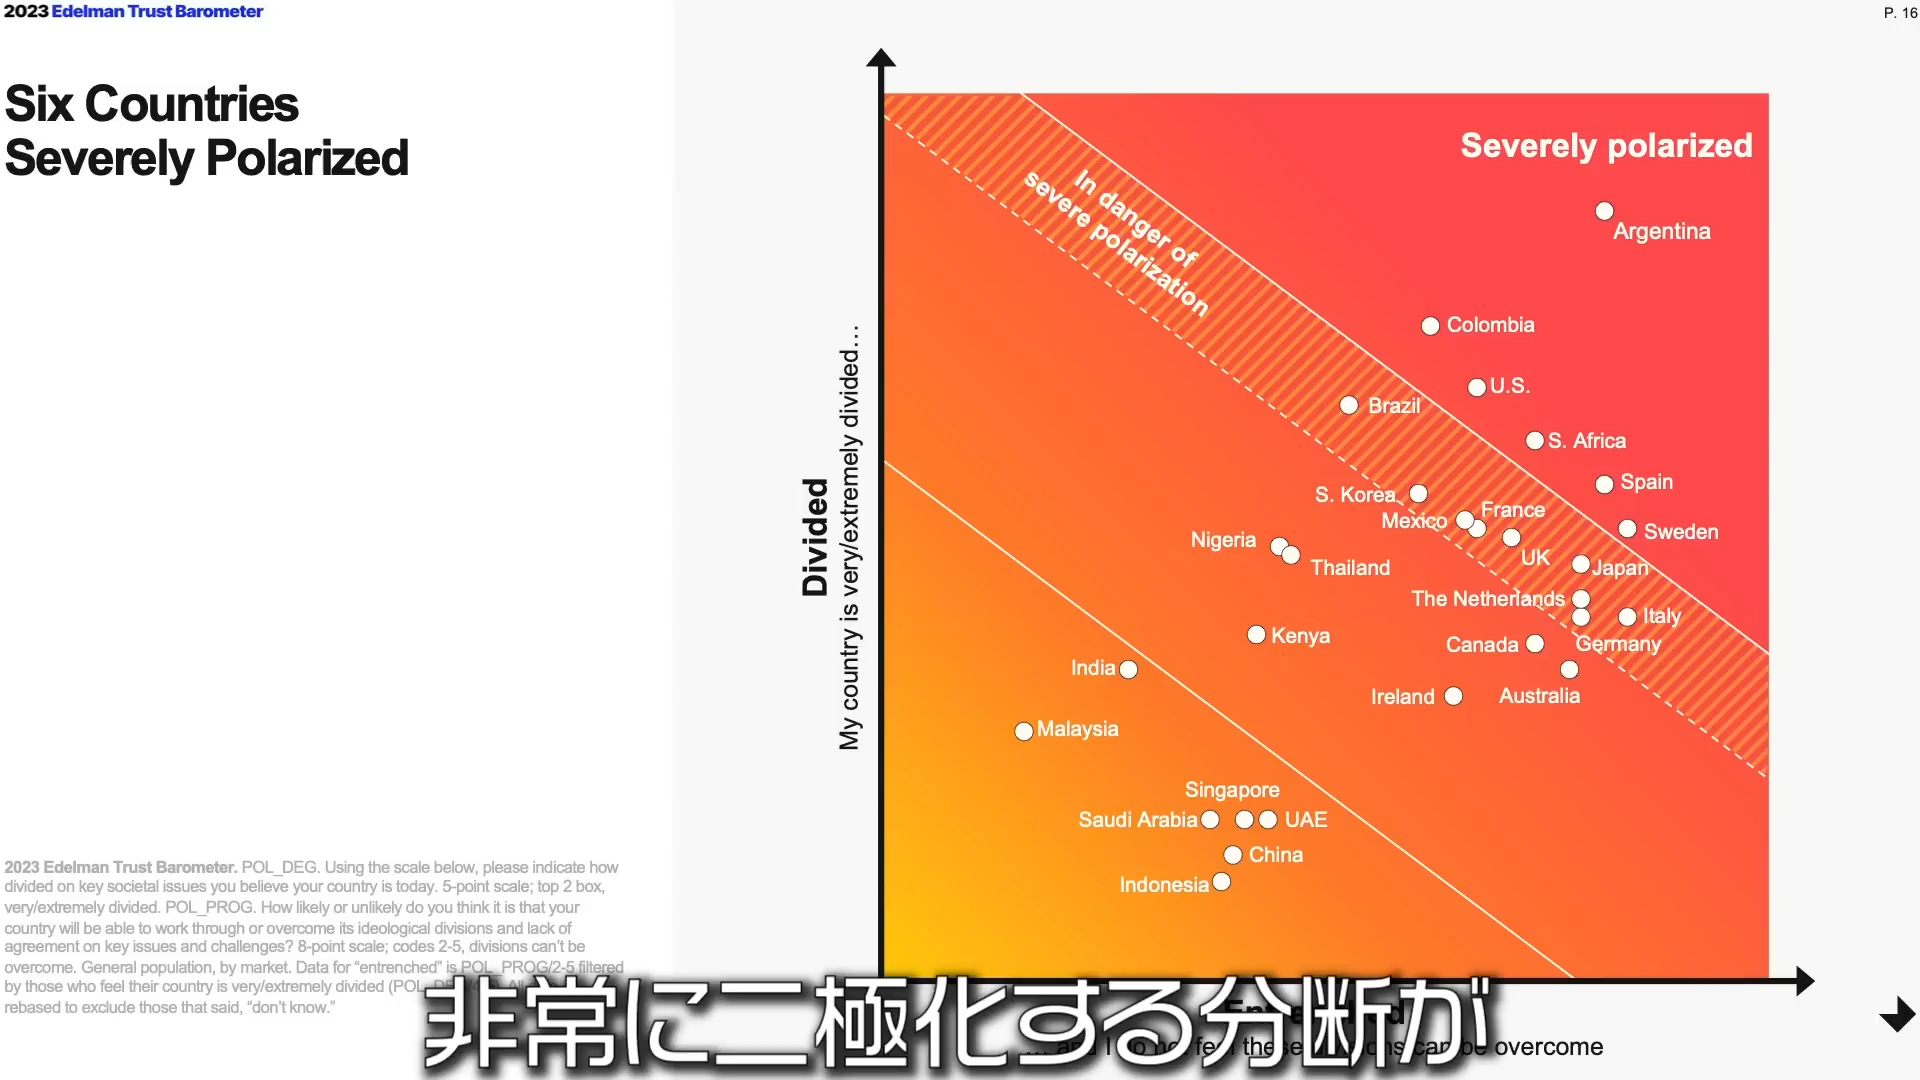 2023 Edelman Trust Barometer
P. 16
Six Countries
Severely Polarized
Severely polarized
In danger of
severe polarization
Argentina
Colombia
U.S.
Brazil
S. Africa
Spain
S. Korea
France
Mexico
Sweden
Nigeria
UK
Thailand
Japan
The Netherlands
Italy
Kenya
Canada
Germany
India
Ireland
Australia
Malaysia
Singapore
Saudi Arabia
UAE
China
Indonesia
Divided
My country is very/extremely divided…
2023 Edelman Trust Barometer. POL_DEG. Using the scale below, please indicate how
divided on key societal issues you believe your country is today. 5-point scale; top 2 box,
very/extremely divided. POL_PROG. How likely or unlikely do you think it is that your
country will be able to work through or overcome its ideological divisions and lack of
agreement on key issues and challenges? 8-point scale; codes 2-5, divisions can’t be
overcome. General population, by market. Data for “entrenched” is POL_PROG/2-5 filtered
by those who feel their country is very/extremely divided
rebased to exclude those that said, “don’t know.”
… and I do not feel these can be overcome
非常に二極化する分断が